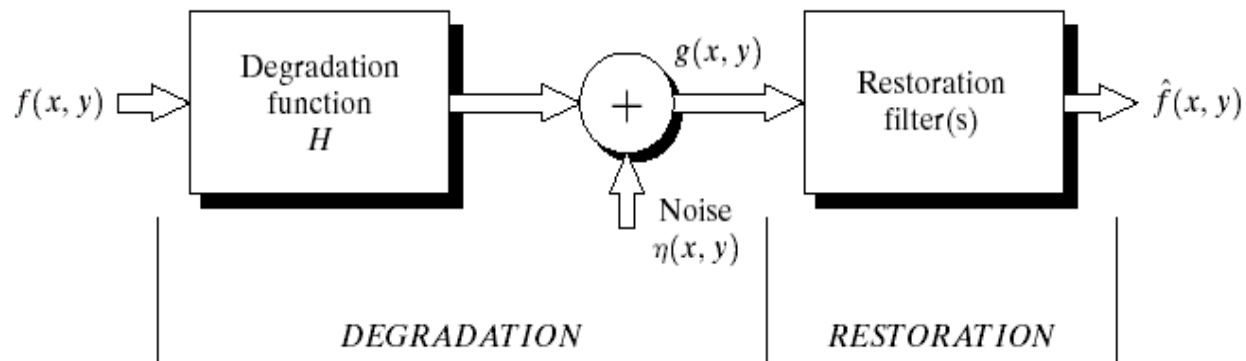 f(x, y)
Degradation
function
H
+
Noise
η(x, y)
g(x, y)
Restoration
filter(s)
f̂(x, y)
DEGRADATION
RESTORATION